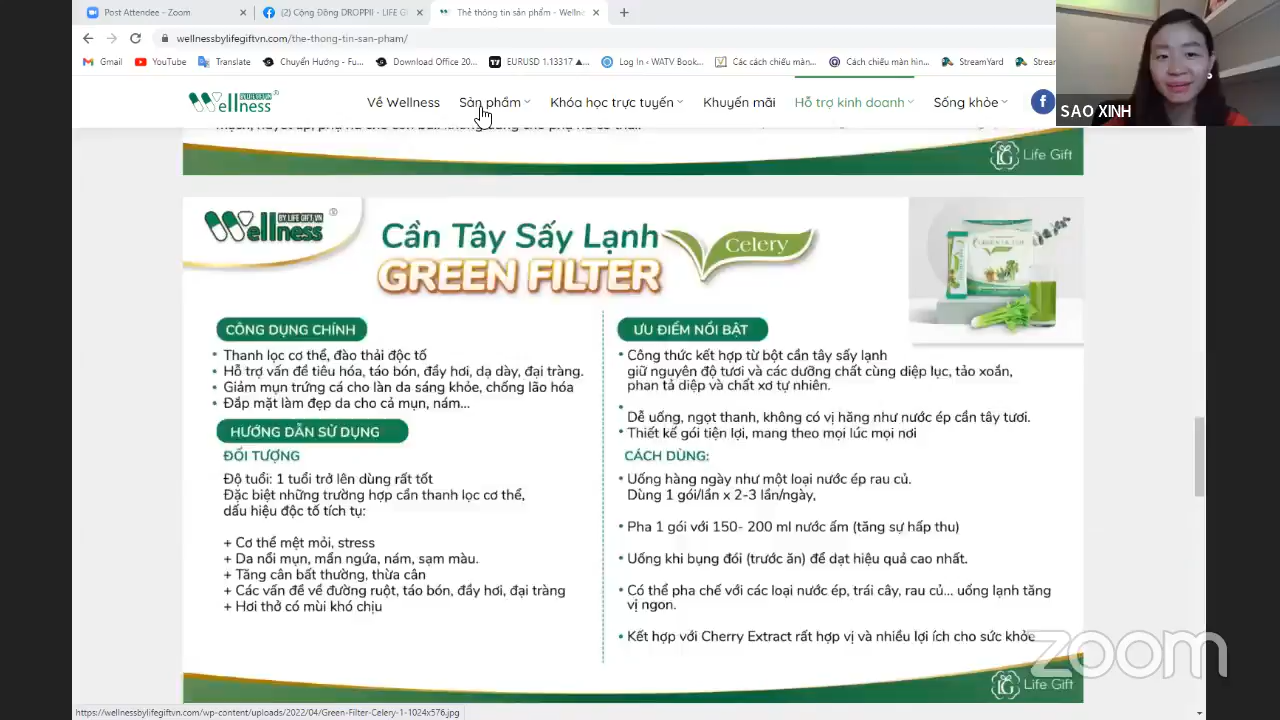 Post Attendee - Zoom
(2) Cộng Đồng DROPPII - LIFE G
Thẻ thông tin sản phẩm - Wellne
wellnessbylifegiftvn.com/the-thong-tin-san-pham/
Gmail
YouTube
Translate
Chuyển Hướng - Fu...
Download Office 20...
EURUSD 1.13317 ▲...
Log In ‹ WATV Book...
Các cách chiếu màn...
Cách chiếu màn hìn...
StreamYard
Stream
SAO XINH
Wellness
BY LIFE GIFT.VN
Về Wellness
Sản phẩm
Khóa học trực tuyến
Khuyến mãi
Hỗ trợ kinh doanh
Sống khỏe
Life Gift
Wellness
BY LIFE GIFT.VN
Cần Tây Sấy Lạnh
GREEN FILTER
Celery
CÔNG DỤNG CHÍNH
• Thanh lọc cơ thể, đào thải độc tố
• Hỗ trợ vấn đề tiêu hóa, táo bón, đầy hơi, dạ dày, đại tràng.
• Giảm mụn trứng cá cho làn da sáng khỏe, chống lão hóa
• Đắp mặt làm đẹp da cho cả mụn, nám...
HƯỚNG DẪN SỬ DỤNG
ĐỐI TƯỢNG
Độ tuổi: 1 tuổi trở lên dùng rất tốt
Đặc biệt những trường hợp cần thanh lọc cơ thể,
dấu hiệu độc tố tích tụ:
+ Cơ thể mệt mỏi, stress
+ Da nổi mụn, mẩn ngứa, nám, sạm màu.
+ Tăng cân bất thường, thừa cân
+ Các vấn đề về đường ruột, táo bón, đầy hơi, đại tràng
+ Hơi thở có mùi khó chịu
ƯU ĐIỂM NỔI BẬT
• Công thức kết hợp từ bột cần tây sấy lạnh
giữ nguyên độ tươi và các dưỡng chất cùng diệp lục, tảo xoắn,
phan tả diệp và chất xơ tự nhiên.
• Dễ uống, ngọt thanh, không có vị hăng như nước ép cần tây tươi.
• Thiết kế gói tiện lợi, mang theo mọi lúc mọi nơi
CÁCH DÙNG:
• Uống hàng ngày như một loại nước ép rau củ.
Dùng 1 gói/lần x 2-3 lần/ngày,
• Pha 1 gói với 150- 200 ml nước ấm (tăng sự hấp thu)
• Uống khi bụng đói (trước ăn) để dạt hiệu quả cao nhất.
• Có thể pha chế với các loại nước ép, trái cây, rau củ... uống lạnh tăng
vị ngon.
• Kết hợp với Cherry Extract rất hợp vị và nhiều lợi ích cho sức khỏe
zoom
Life Gift
https://wellnessbylifegiftvn.com/wp-content/uploads/2022/04/Green-Filter-Celery-1-1024x576.jpg